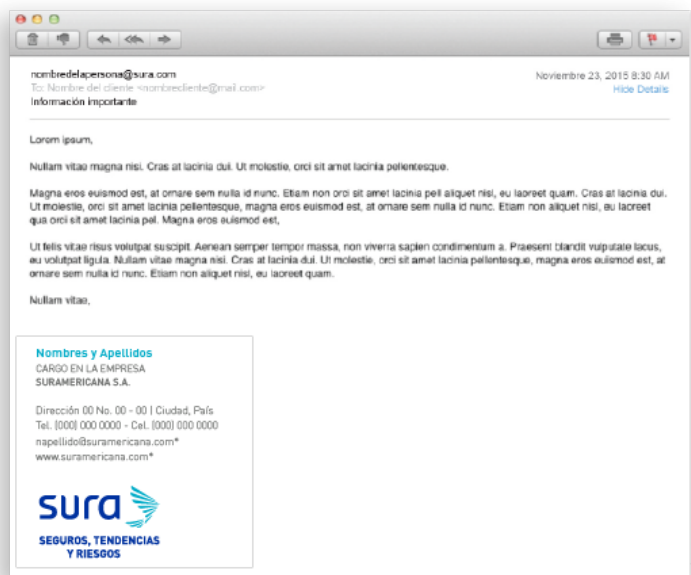 nombredelapersona@sura.com
Noviembre 23, 2015 8:30 AM
To: Nombre del cliente <nombrecliente@mail.com>
Hide Details
Información importante
Lorem ipsum,
Nullam vitae magna nisi. Cras at lacinia dui. Ut molestie, orci sit amet lacinia pellentesque.
Magna eros euismod est, at ornare sem nulla id nunc. Etiam non orci sit amet lacinia pell aliquet nisl, eu laoreet quam. Cras at lacinia dui.
Ut molestie, orci sit amet lacinia pellentesque, magna eros euismod est, at ornare sem nulla id nunc. Etiam non aliquet nisl, eu laoreet
qua orci sit amet lacinia pel. Magna eros euismod est,
Ut felis vitae risus volutpat suscipit. Aenean semper tempor massa, non viverra sapien condimentum a. Praesent blandit vulputate lacus,
eu volutpat ligula. Nullam vitae magna nisi. Cras at lacinia dui. Ut molestie, orci sit amet lacinia pellentesque, magna eros euismod est, at
ornare sem nulla id nunc. Etiam non aliquet nisl, eu laoreet quam.
Nullam vitae,
Nombres y Apellidos
CARGO EN LA EMPRESA
SURAMERICANA S.A.
Dirección 00 No. 00 - 00 | Ciudad, País
Tel. (000) 000 0000 - Cel. (000) 000 0000
napellido@suramericana.com*
www.suramericana.com*
sura
SEGUROS, TENDENCIAS
Y RIESGOS